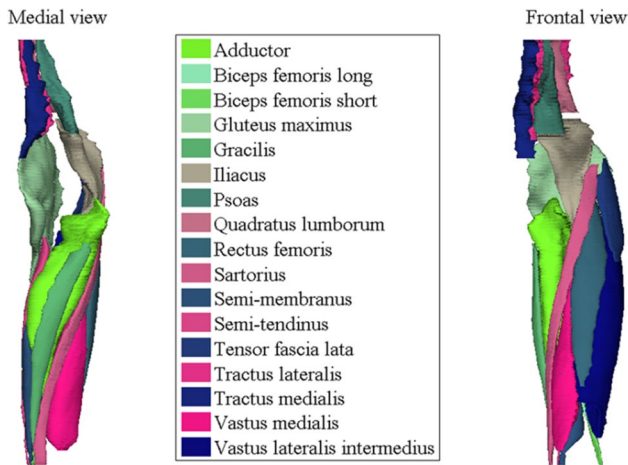 Medial view
Frontal view
Adductor
Biceps femoris long
Biceps femoris short
Gluteus maximus
Gracilis
Iliacus
Psoas
Quadratus lumborum
Rectus femoris
Sartorius
Semi-membranus
Semi-tendinus
Tensor fascia lata
Tractus lateralis
Tractus medialis
Vastus medialis
Vastus lateralis intermedius